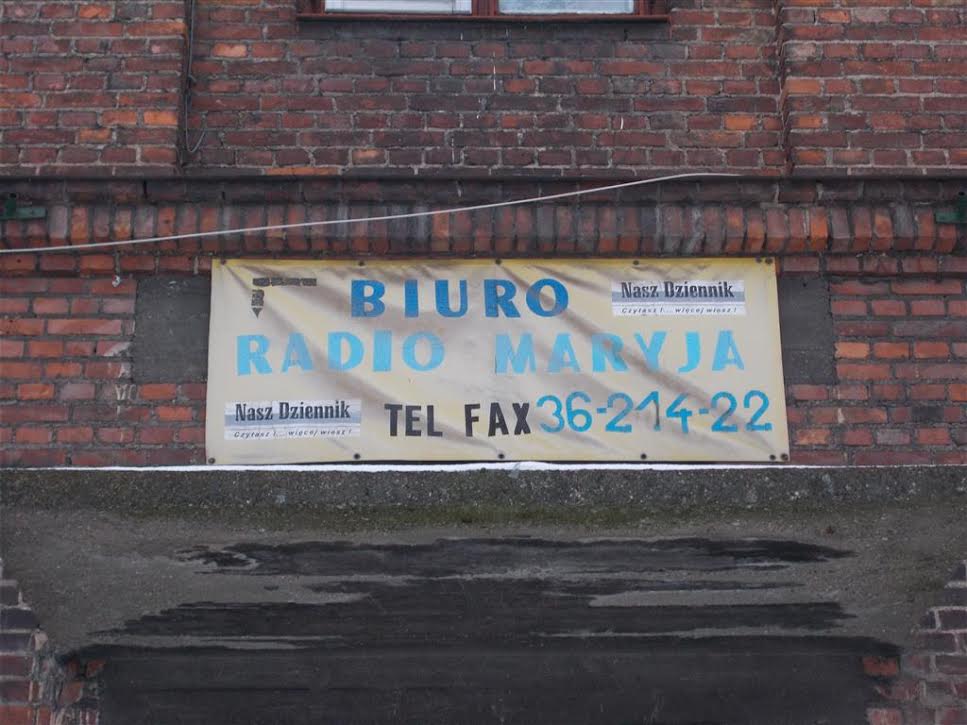 BIURO
Nasz Dziennik
Czytasz i... więcej wiesz!
RADIO MARYJA
Nasz Dziennik
Czytasz i... więcej wiesz!
TEL FAX 36-214-22